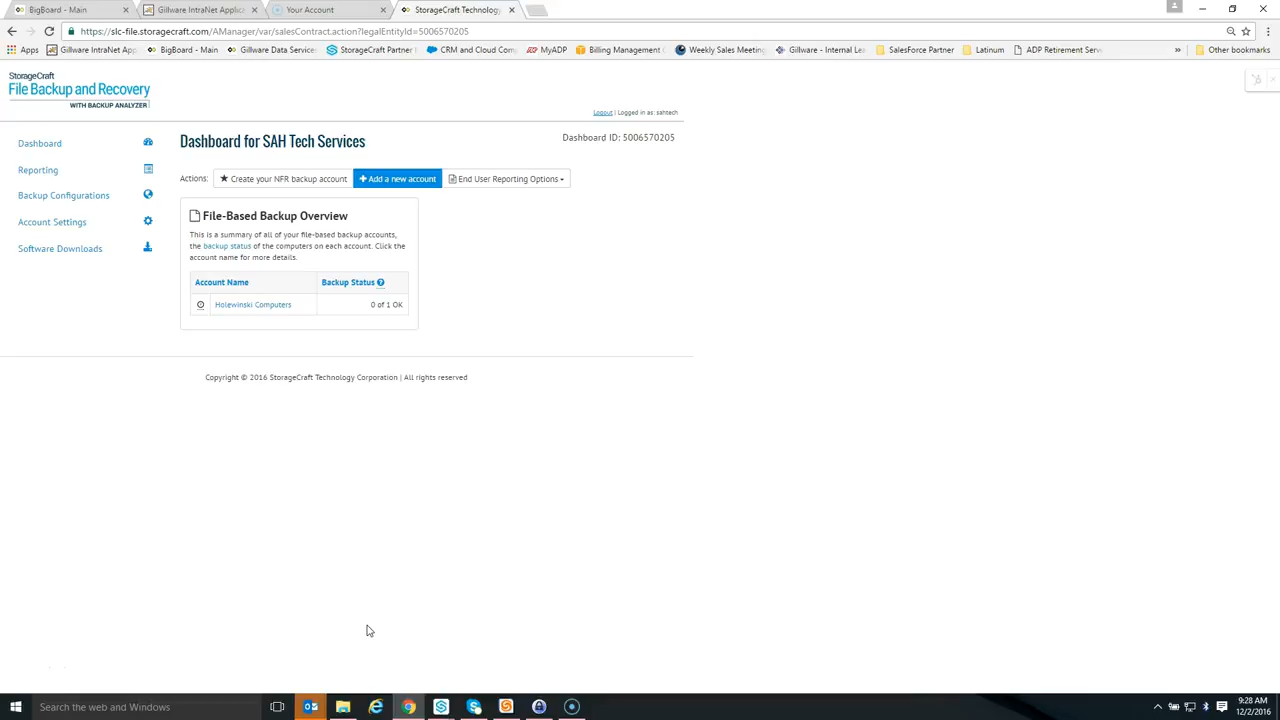 BigBoard - Main
Gillware IntraNet Applic
Your Account
StorageCraft Technology
https://slc-file.storagecraft.com/AManager/var/salesContract.action?legalEntityId=5006570205
Apps
Gillware IntraNet App
BigBoard - Main
Gillware Data Services
StorageCraft Partner
CRM and Cloud Comp
MyADP
Billing Management
Weekly Sales Meeting
Gillware - Internal Lea
SalesForce Partner
Latinum
ADP Retirement Serv
»
Other bookmarks
StorageCraft
File Backup and Recovery
WITH BACKUP ANALYZER
Logout | Logged in as: sahtech
Dashboard
Reporting
Backup Configurations
Account Settings
Software Downloads
Dashboard for SAH Tech Services
Dashboard ID: 5006570205
Actions:
Create your NFR backup account
Add a new account
End User Reporting Options
File-Based Backup Overview
This is a summary of all of your file-based backup accounts,
the backup status of the computers on each account. Click the
account name for more details.
Account Name
Backup Status
Holewinski Computers
0 of 1 OK
Copyright © 2016 StorageCraft Technology Corporation | All rights reserved
Search the web and Windows
9:28 AM
12/2/2016